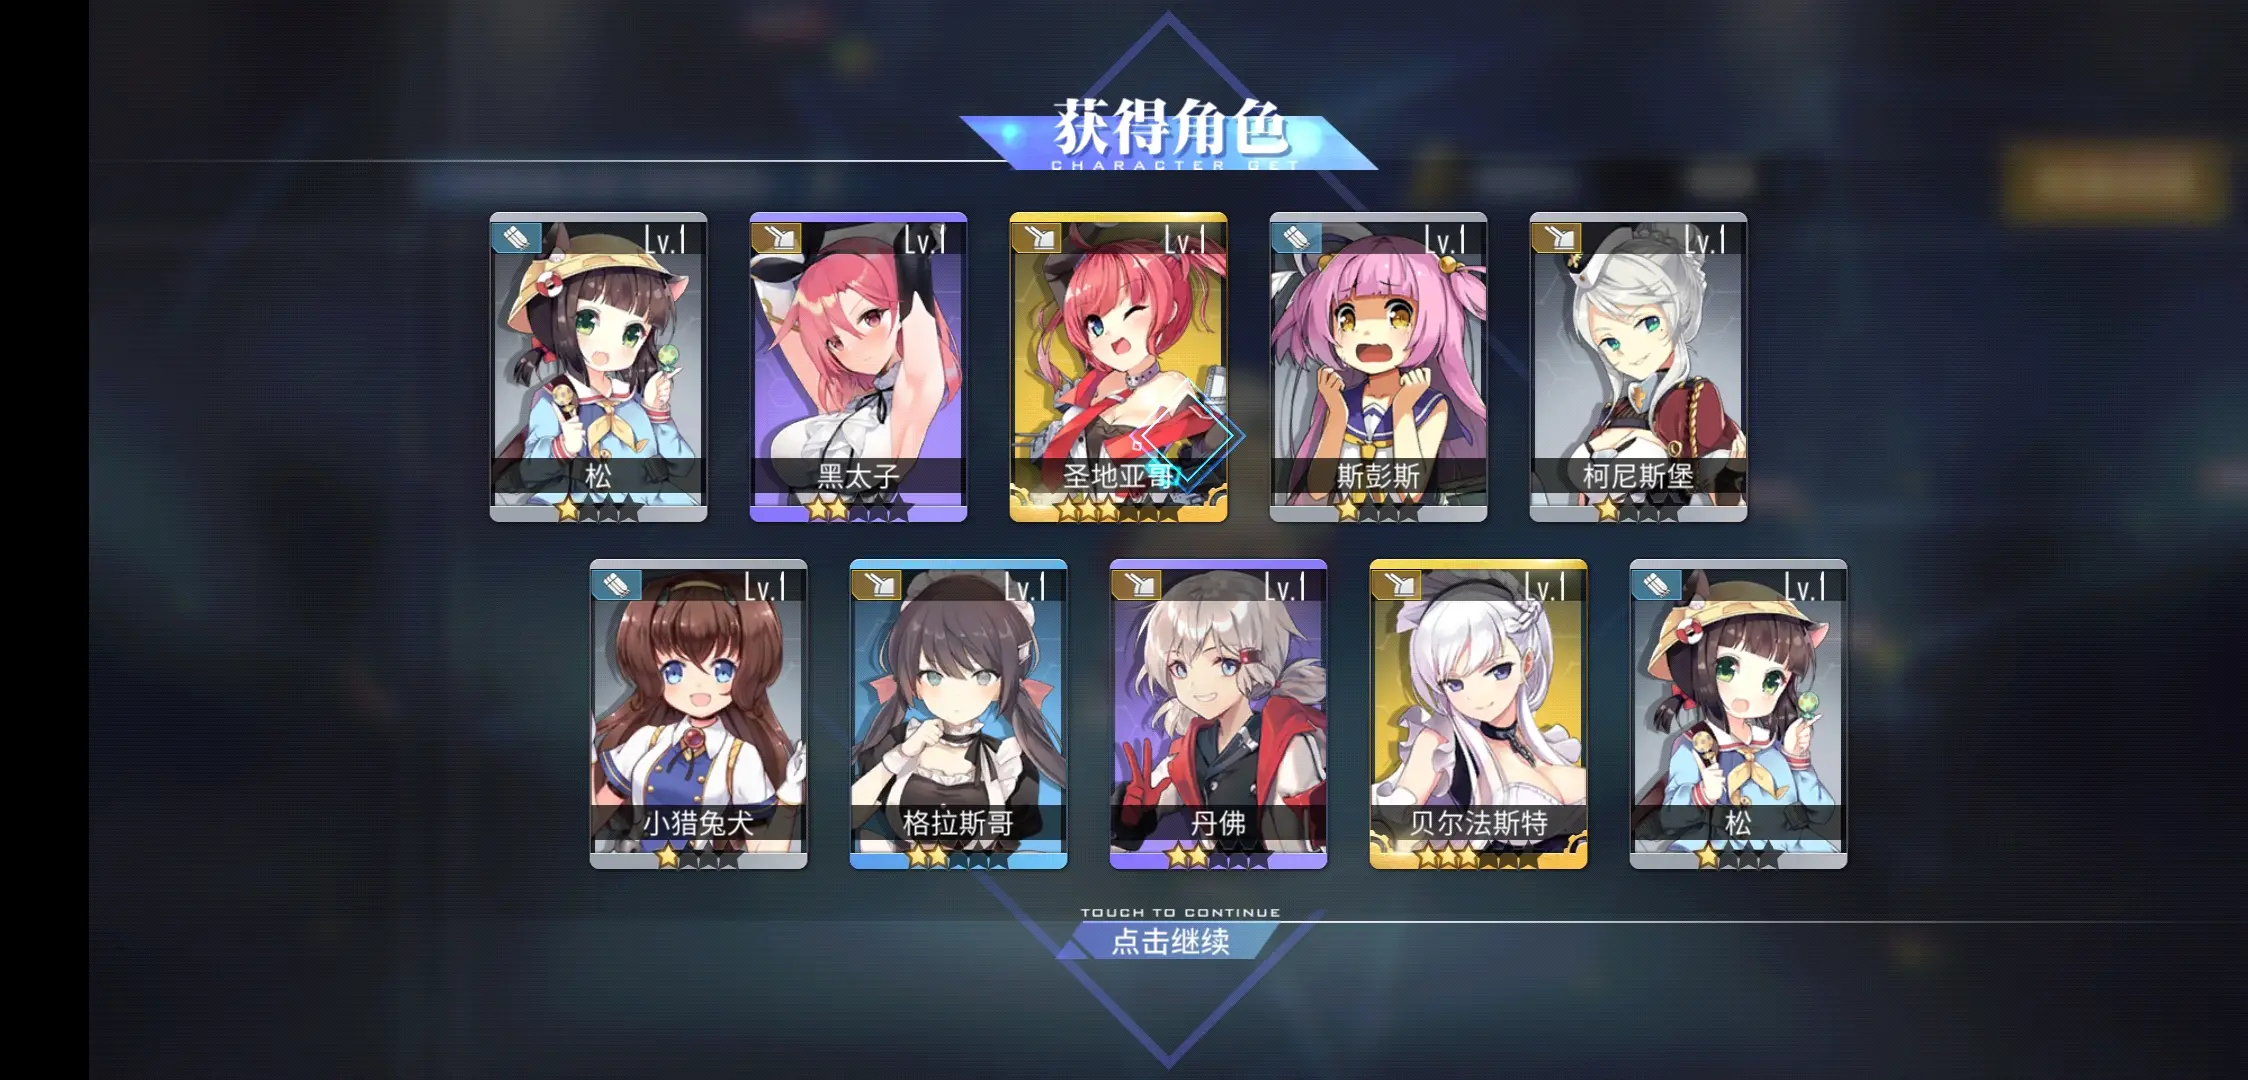 获得角色
CHARACTER GET
Lv.1
Lv.1
Lv.1
Lv.1
Lv.1
松
黑太子
圣地亚哥
斯彭斯
柯尼斯堡
Lv.1
Lv.1
Lv.1
Lv.1
Lv.1
小猎兔犬
格拉斯哥
丹佛
贝尔法斯特
松
TOUCH TO CONTINUE
点击继续